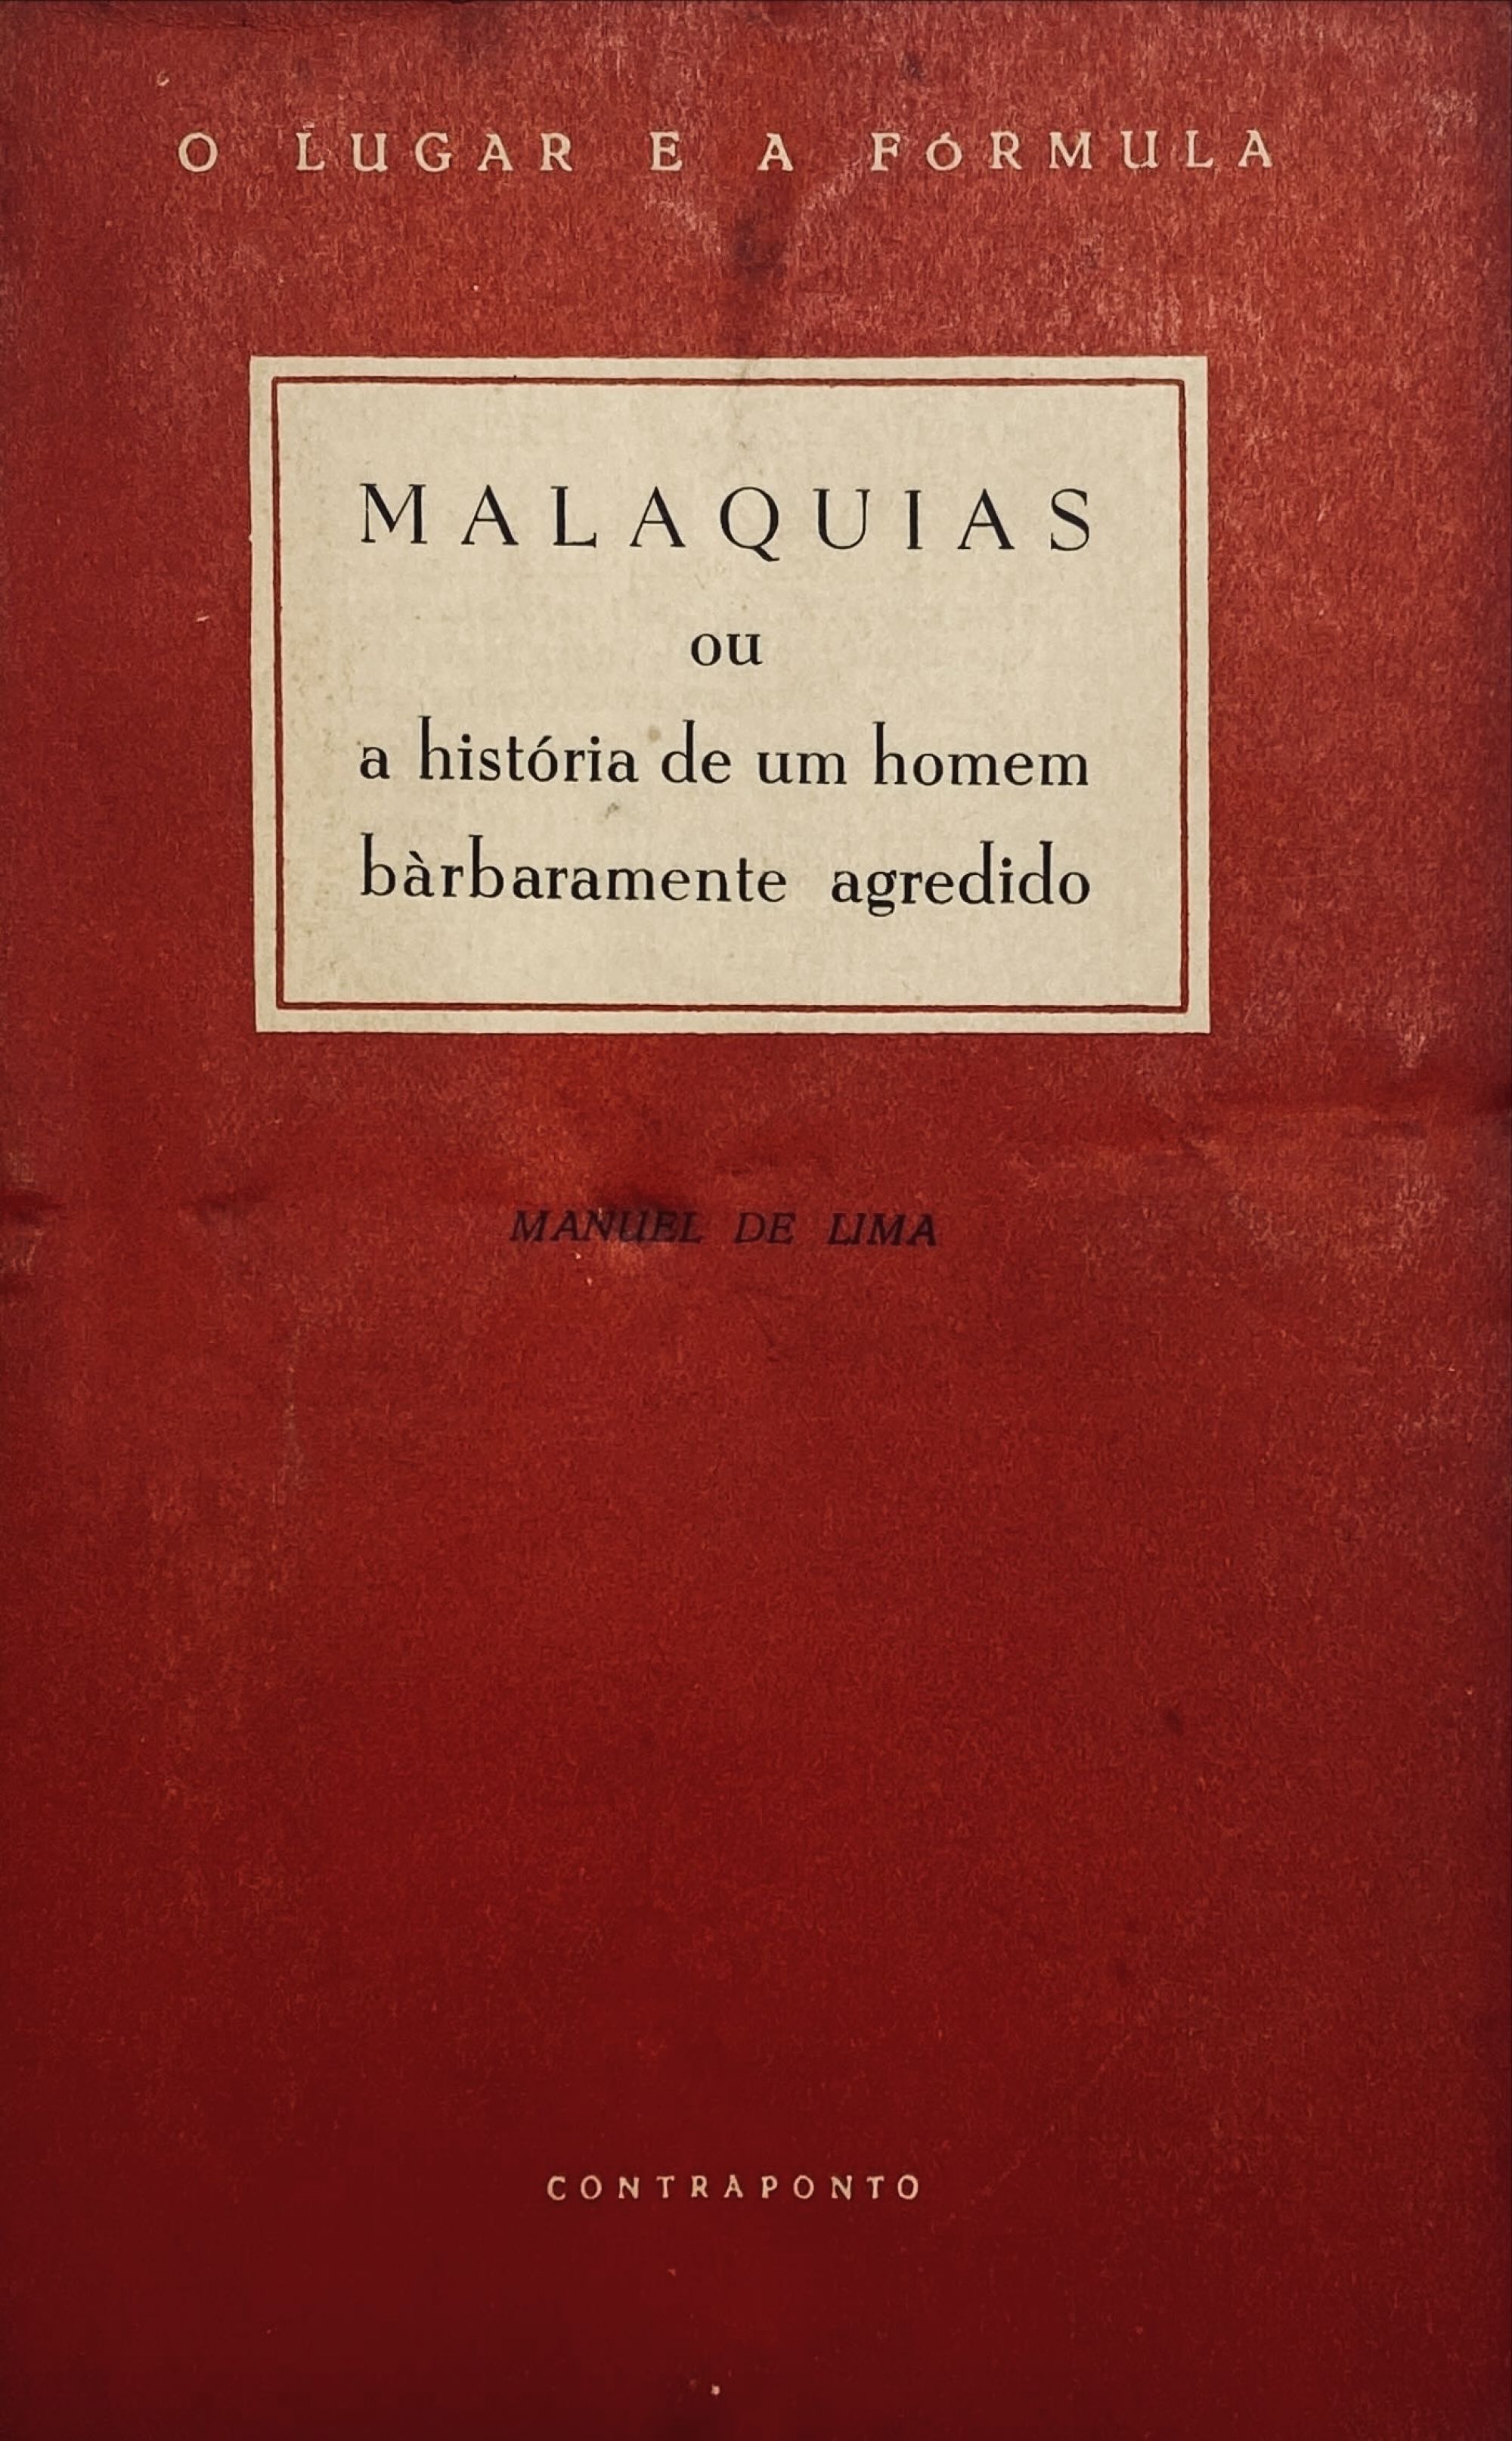 O LUGAR E A FÓRMULA
MALAQUIAS
ou
a história de um homem
bàrbaramente agredido
MANUEL DE LIMA
CONTRAPONTO